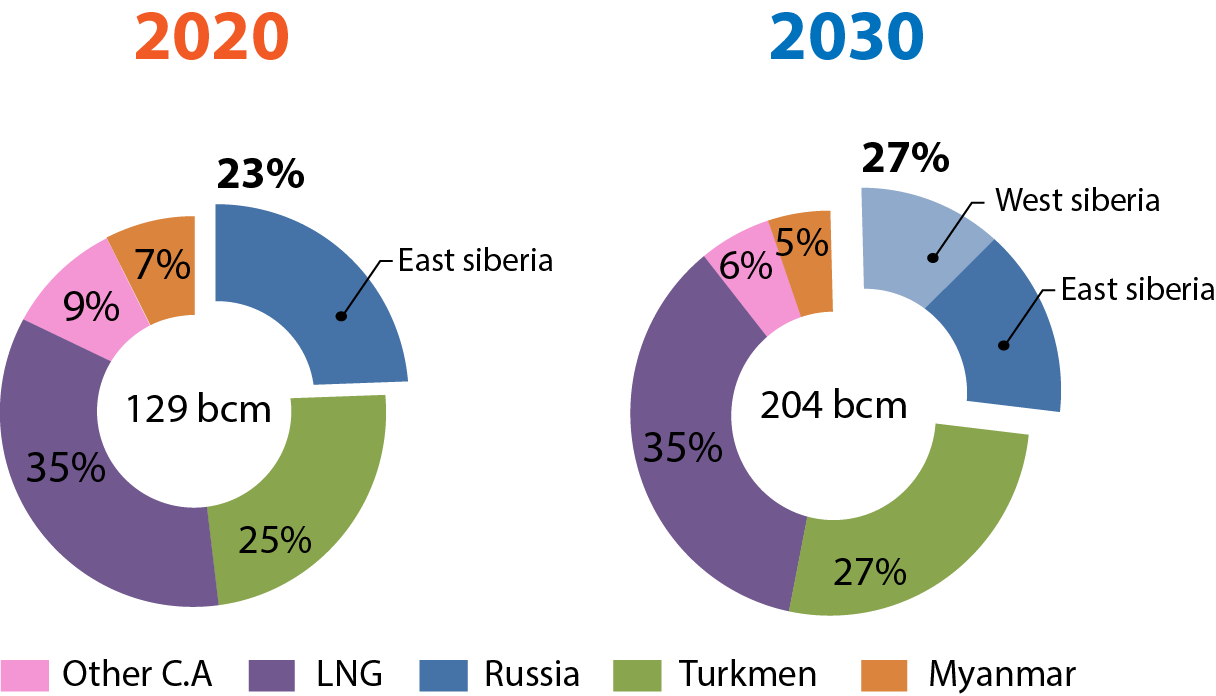 2020
23%
East siberia
7%
9%
129 bcm
35%
25%
2030
27%
West siberia
5%
6%
East siberia
204 bcm
35%
27%
Other C.A
LNG
Russia
Turkmen
Myanmar